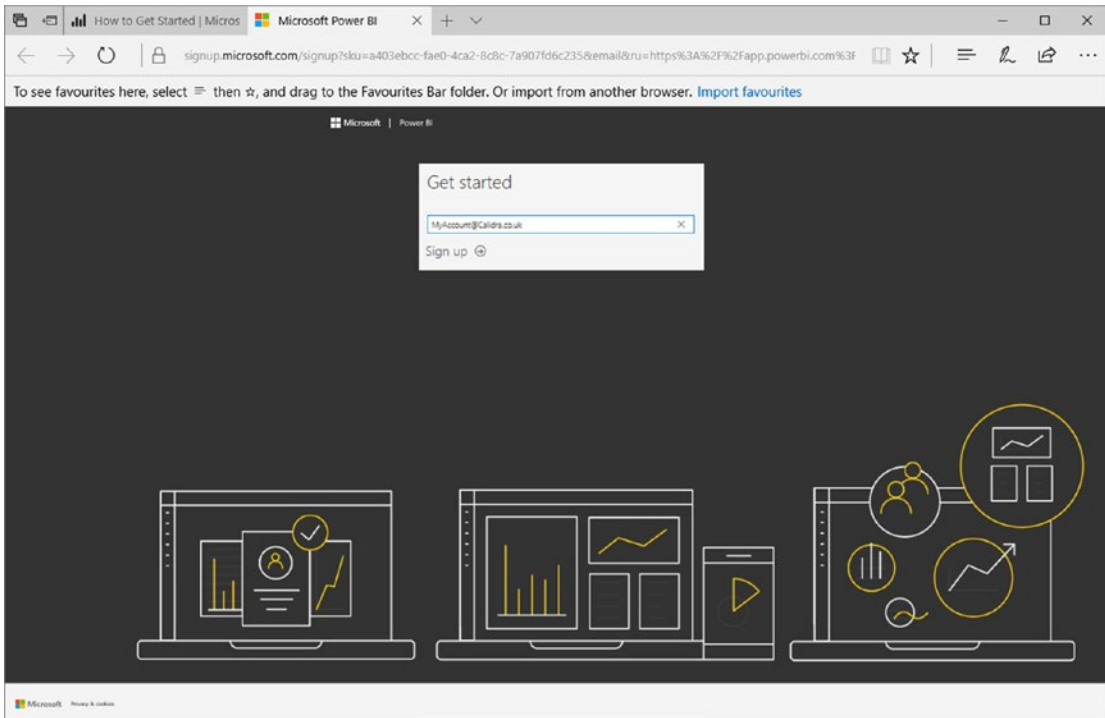 How to Get Started | Micros
Microsoft Power BI
signup.microsoft.com/signup?sku=a403ebcc-fae0-4ca2-8c8c-7a907fd6c235&email&ru=https%3A%2F%2Fapp.powerbi.com%3F
To see favourites here, select then, and drag to the Favourites Bar folder. Or import from another browser. Import favourites
Microsoft | Power BI
Get started
MyAccount@Calidra.co.uk
Sign up
Microsoft Privacy & cookies